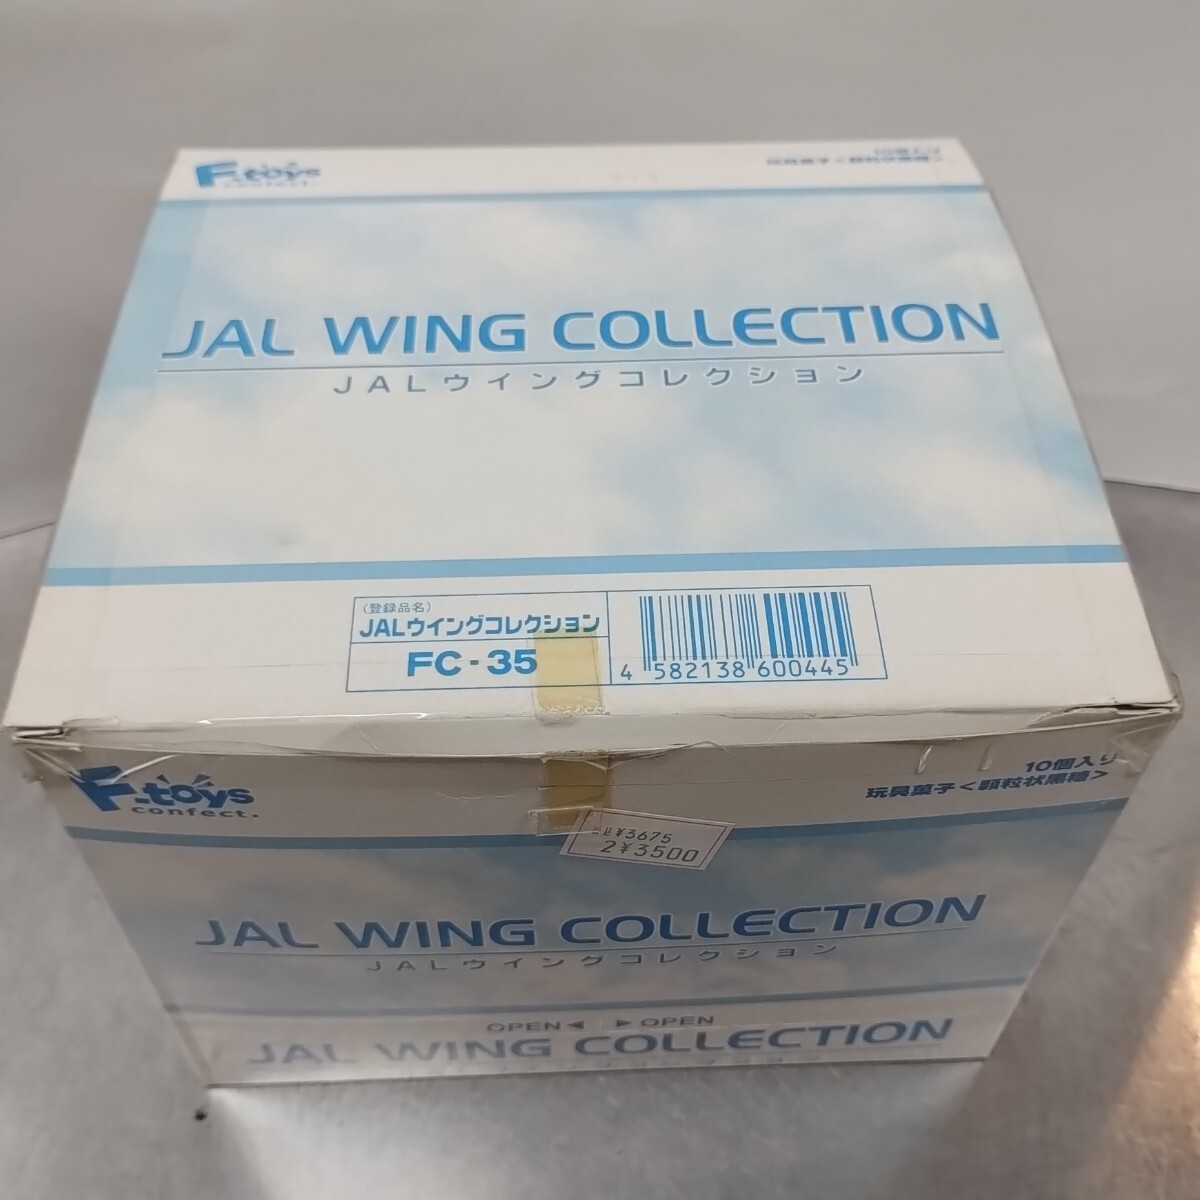 F-toys
confect.
10個入り
玩具菓子<顆粒状黒糖>
JAL WING COLLECTION
JALウイングコレクション
(登録品名)
JALウイングコレクション
FC-35
4 582138 600445
F-toys
confect.
10個入り
玩具菓子<顆粒状黒糖>
¥3675
2¥3500
JAL WING COLLECTION
JALウイングコレクション
OPEN◀ ▶OPEN
JAL WING COLLECTION